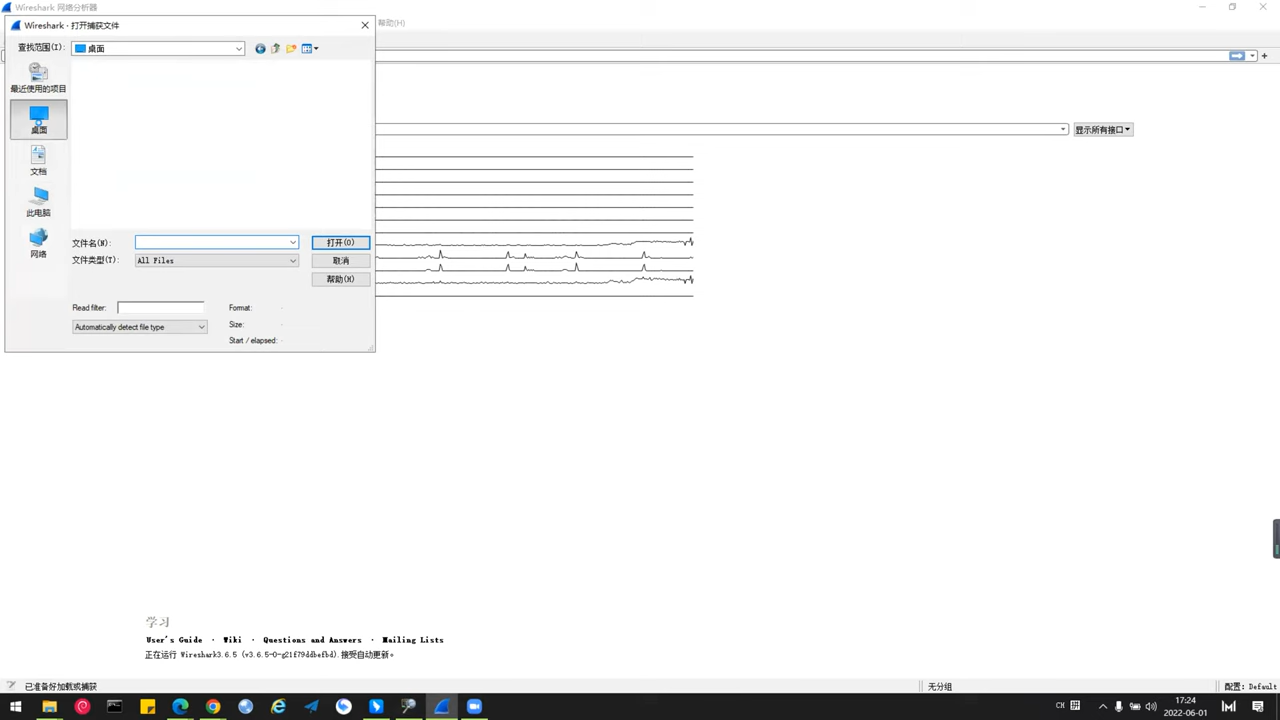 Wireshark 网络分析器
Wireshark · 打开捕获文件
帮助(H)
查找范围(I):
桌面
最近使用的项目
桌面
文档
此电脑
网络
显示所有接口
文件名(N):
打开(O)
文件类型(T):
All Files
取消
帮助(H)
Read filter:
Format: -
Automatically detect file type
Size: -
Start / elapsed: -
学习
User's Guide · Wiki · Questions and Answers · Mailing Lists
正在运行 Wireshark3.6.5 (v3.6.5-0-g21f79ddbefbd).接受自动更新。
已准备好加载或捕获
无分组
配置: Default
CH
17:24
2022-06-01